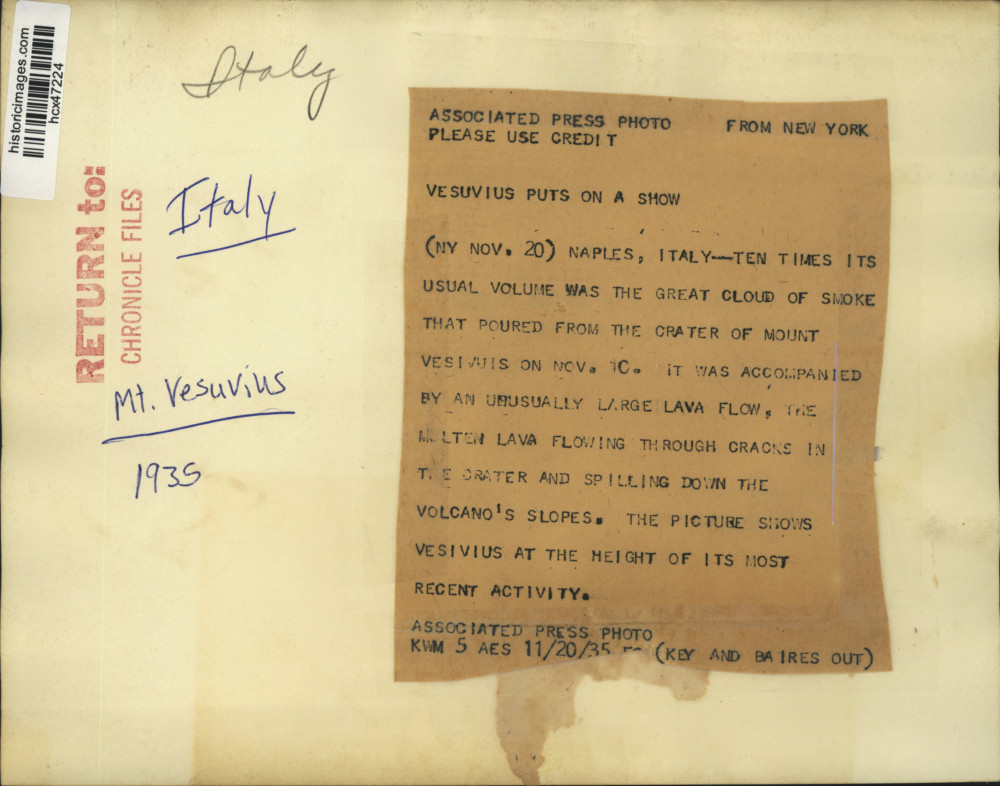 historicimages.com
hcx47224
Italy
RETURN to:
CHRONICLE FILES
Italy
Mt. Vesuvius
1935
ASSOCIATED PRESS PHOTO FROM NEW YORK
PLEASE USE CREDIT
VESUVIUS PUTS ON A SHOW
(NY NOV. 20) NAPLES, ITALY--TEN TIMES ITS
USUAL VOLUME WAS THE GREAT CLOUD OF SMOKE
THAT POURED FROM THE CRATER OF MOUNT
VESIVUIS ON NOV. IT WAS ACCOMPANIED
BY AN UNUSUALLY LARGE LAVA FLOW, THE
MOLTEN LAVA FLOWING THROUGH CRACKS IN
THE CRATER AND SPILLING DOWN THE
VOLCANO'S SLOPES. THE PICTURE SHOWS
VESIVIUS AT THE HEIGHT OF ITS MOST
RECENT ACTIVITY.
ASSOCIATED PRESS PHOTO
KWM 5 AES 11/20/35 (KEY AND BAIRES OUT)